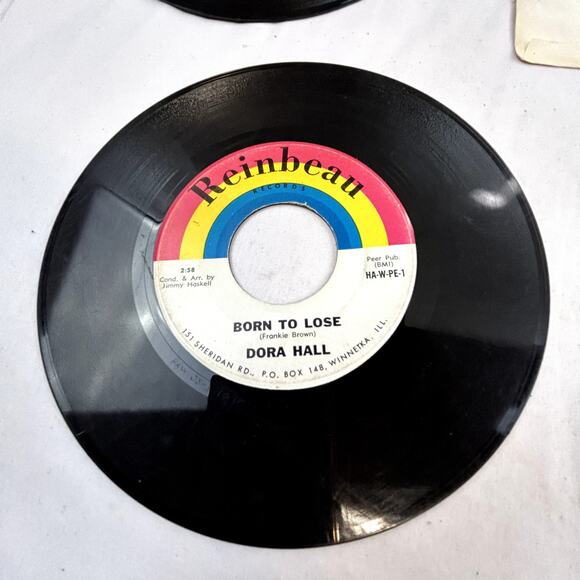 Reinbeau
RECORDS
2:58
Cond. & Arr. by
Jimmy Haskell
Peer Pub.
(BMI)
HA-W-PE-1
BORN TO LOSE
(Frankie Brown)
DORA HALL
151 SHERIDAN RD., P.O. BOX 148, WINNETKA, ILL.